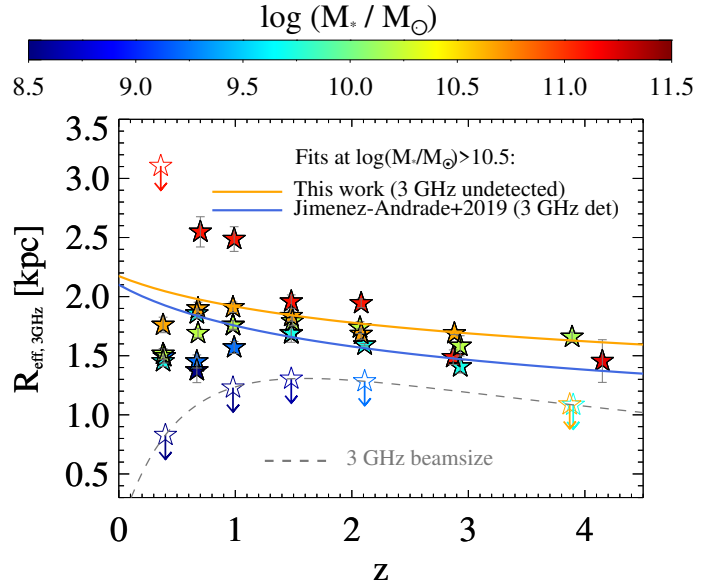 log (M* / M☉)
8.5 9.0 9.5 10.0 10.5 11.0 11.5
3.5
3.0
2.5
2.0
1.5
1.0
0.5
R_eff, 3GHz [kpc]
Fits at log(M*/M☉)>10.5:
This work (3 GHz undetected)
Jimenez-Andrade+2019 (3 GHz det)
3 GHz beamsize
0 1 2 3 4
z